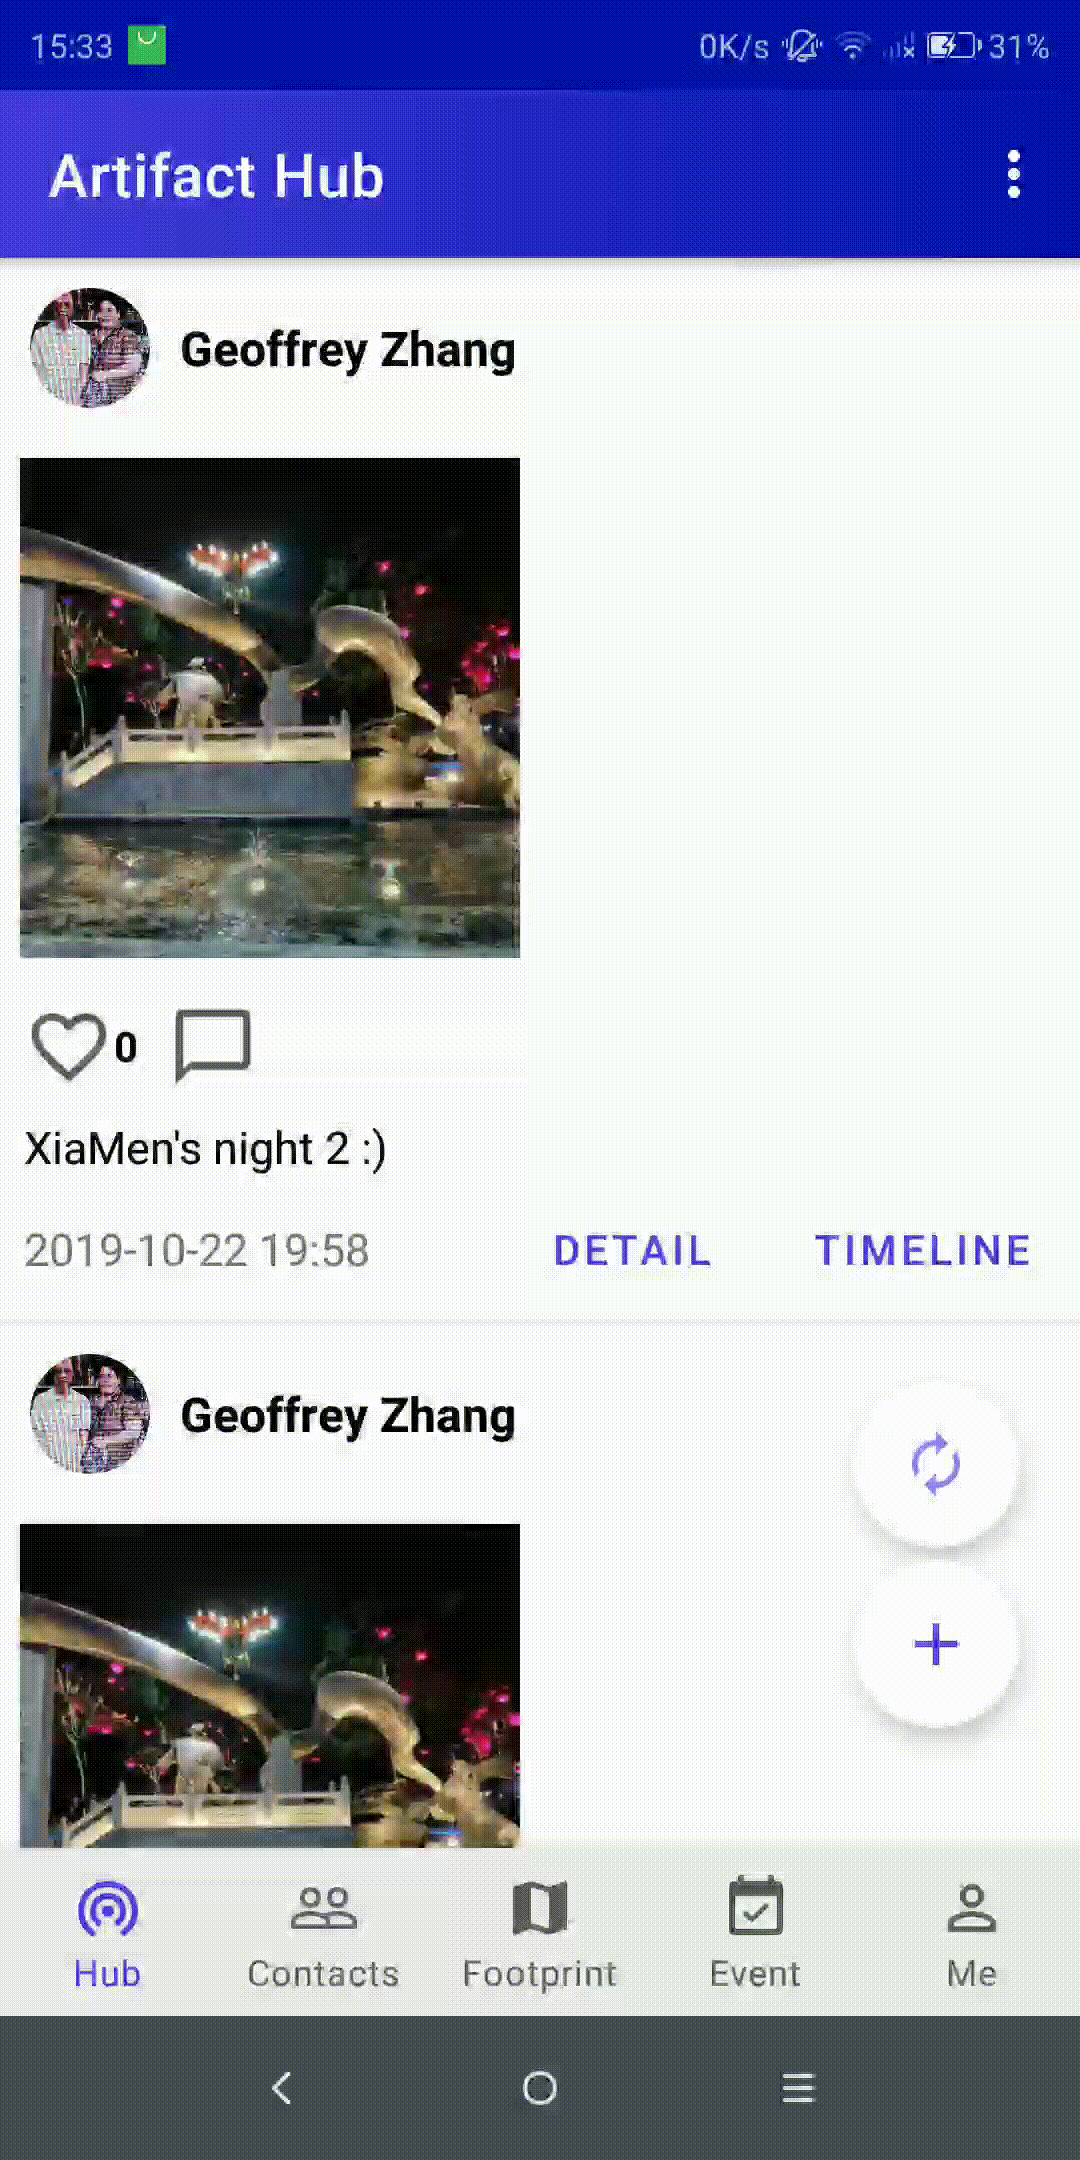 15:33 0K/s 31%
Artifact Hub
Geoffrey Zhang
0
XiaMen's night 2 :)
2019-10-22 19:58 DETAIL TIMELINE
Geoffrey Zhang
Hub Contacts Footprint Event Me